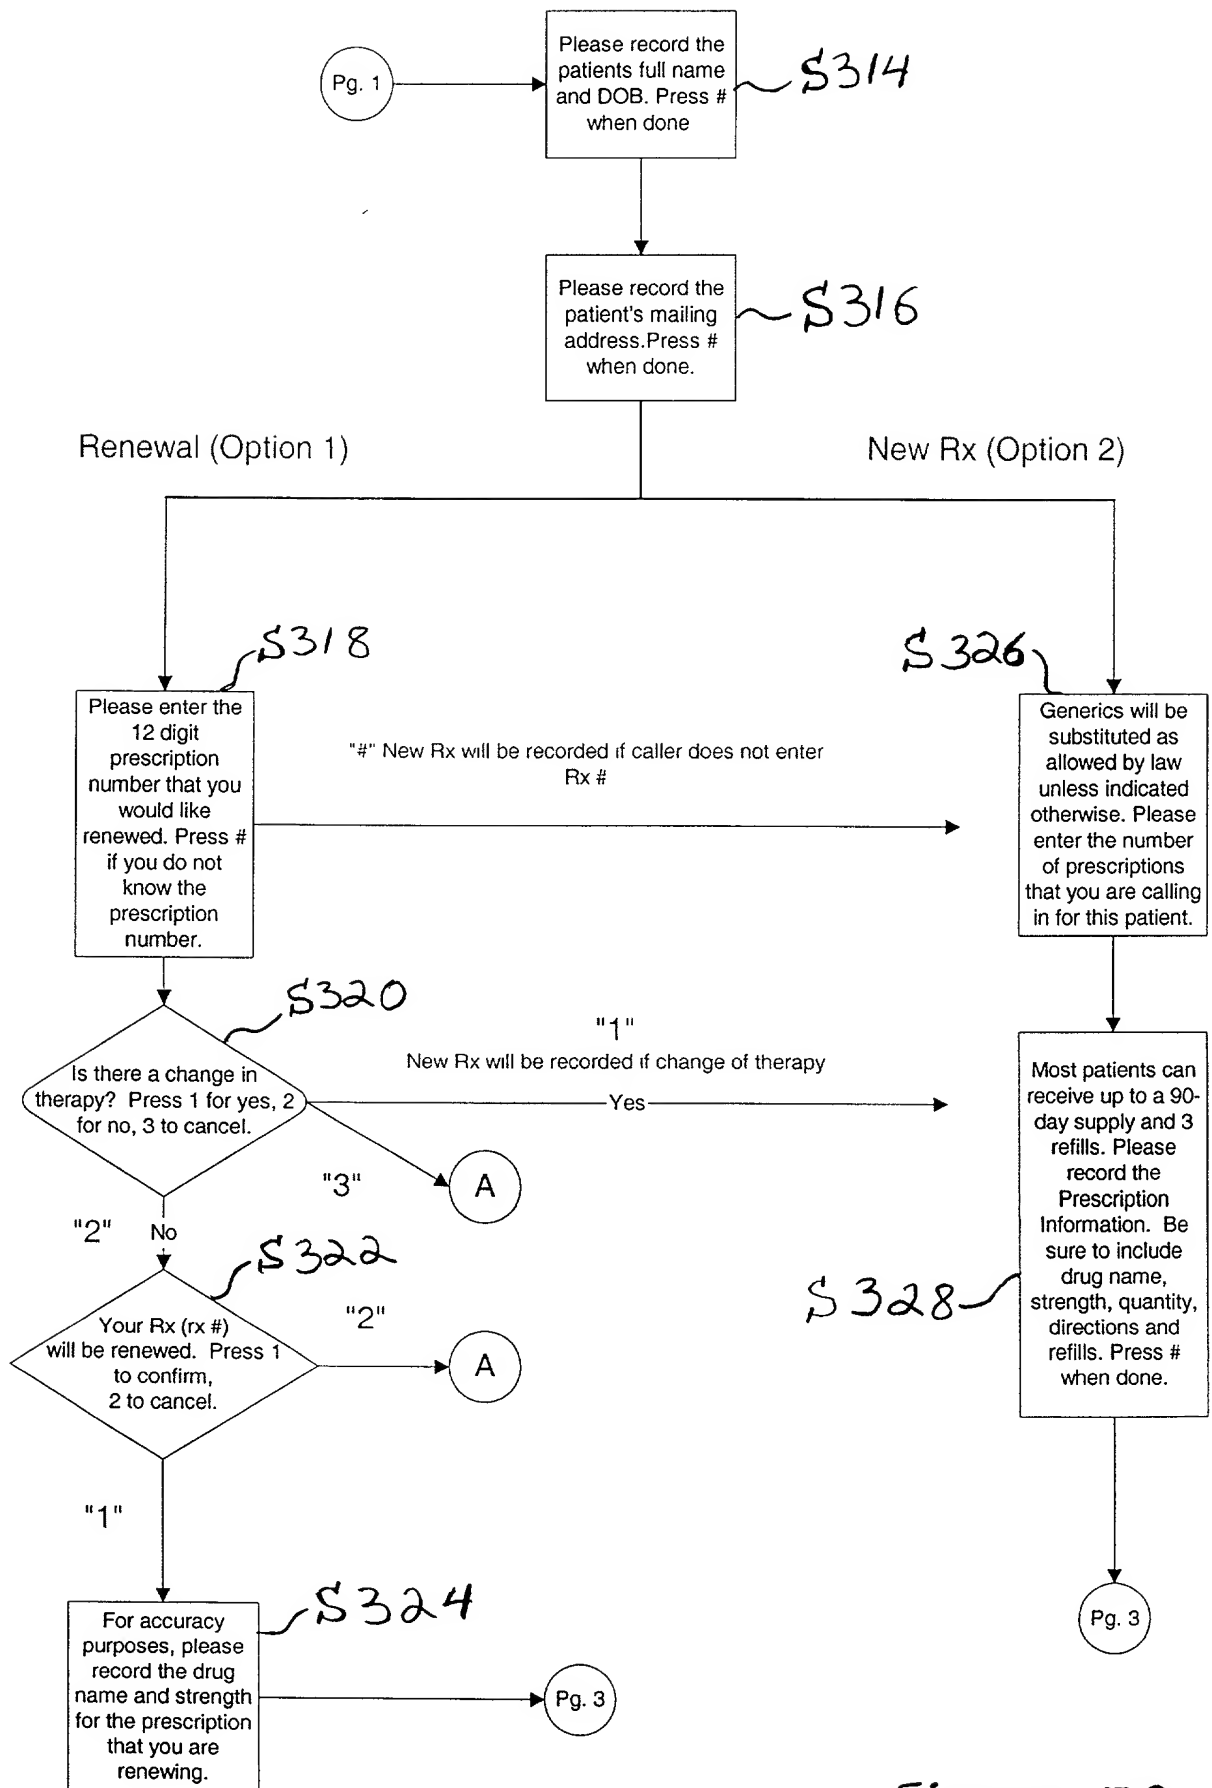 Pg. 1
Please record the
patients full name
and DOB. Press #
when done
S314
Please record the
patient's mailing
address.Press #
when done.
S316
Renewal (Option 1)
New Rx (Option 2)
S318
Please enter the
12 digit
prescription
number that you
would like
renewed. Press #
if you do not
know the
prescription
number.
"#" New Rx will be recorded if caller does not enter
Rx #
S326
Generics will be
substituted as
allowed by law
unless indicated
otherwise. Please
enter the number
of prescriptions
that you are calling
in for this patient.
S320
Is there a change in
therapy? Press 1 for yes, 2
for no, 3 to cancel.
"1"
New Rx will be recorded if change of therapy
Yes
"3"
A
"2"
No
S322
Your Rx (rx #)
will be renewed. Press 1
to confirm,
2 to cancel.
"2"
A
S328
Most patients can
receive up to a 90-
day supply and 3
refills. Please
record the
Prescription
Information. Be
sure to include
drug name,
strength, quantity,
directions and
refills. Press #
when done.
"1"
S324
For accuracy
purposes, please
record the drug
name and strength
for the prescription
that you are
renewing.
Pg. 3
Pg. 3